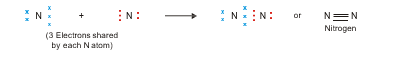 N + N N N or N N
(3 Electrons shared
by each N atom)
Nitrogen